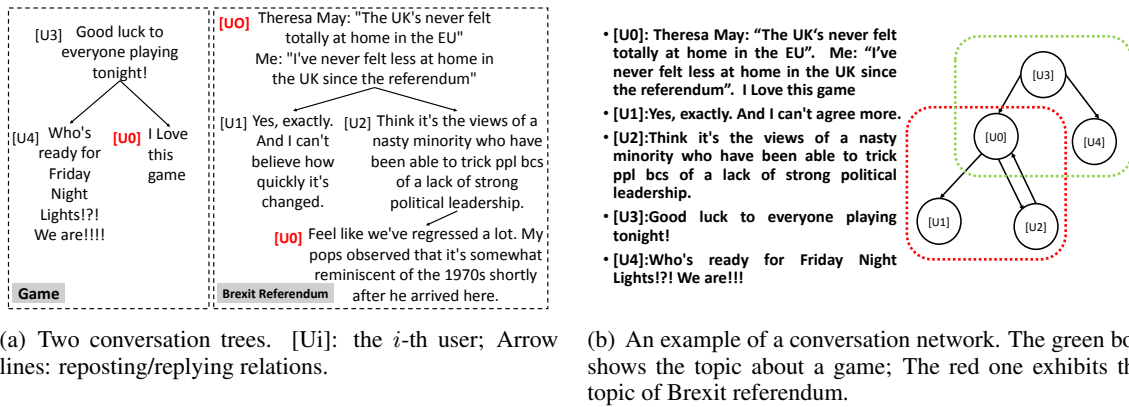 [U3] Good luck to
everyone playing
tonight!
[U4] Who's
ready for
Friday
Night
Lights!?!
We are!!!!
[U0] I Love
this
game
Game
[UO] Theresa May: "The UK's never felt
totally at home in the EU"
Me: "I've never felt less at home in
the UK since the referendum"
[U1] Yes, exactly.
And I can't
believe how
quickly it's
changed.
[U2] Think it's the views of a
nasty minority who have
been able to trick ppl bcs
of a lack of strong
political leadership.
[U0] Feel like we've regressed a lot. My
pops observed that it's somewhat
reminiscent of the 1970s shortly
after he arrived here.
Brexit Referendum
(a) Two conversation trees. [Ui]: the i-th user; Arrow
lines: reposting/replying relations.
• [U0]: Theresa May: “The UK‘s never felt
totally at home in the EU”. Me: “I’ve
never felt less at home in the UK since
the referendum”. I Love this game
• [U1]:Yes, exactly. And I can't agree more.
• [U2]:Think it's the views of a nasty
minority who have been able to trick
ppl bcs of a lack of strong political
leadership.
• [U3]:Good luck to everyone playing
tonight!
• [U4]:Who's ready for Friday Night
Lights!?! We are!!!
[U3]
[U0]
[U4]
[U1]
[U2]
(b) An example of a conversation network. The green bo
shows the topic about a game; The red one exhibits th
topic of Brexit referendum.